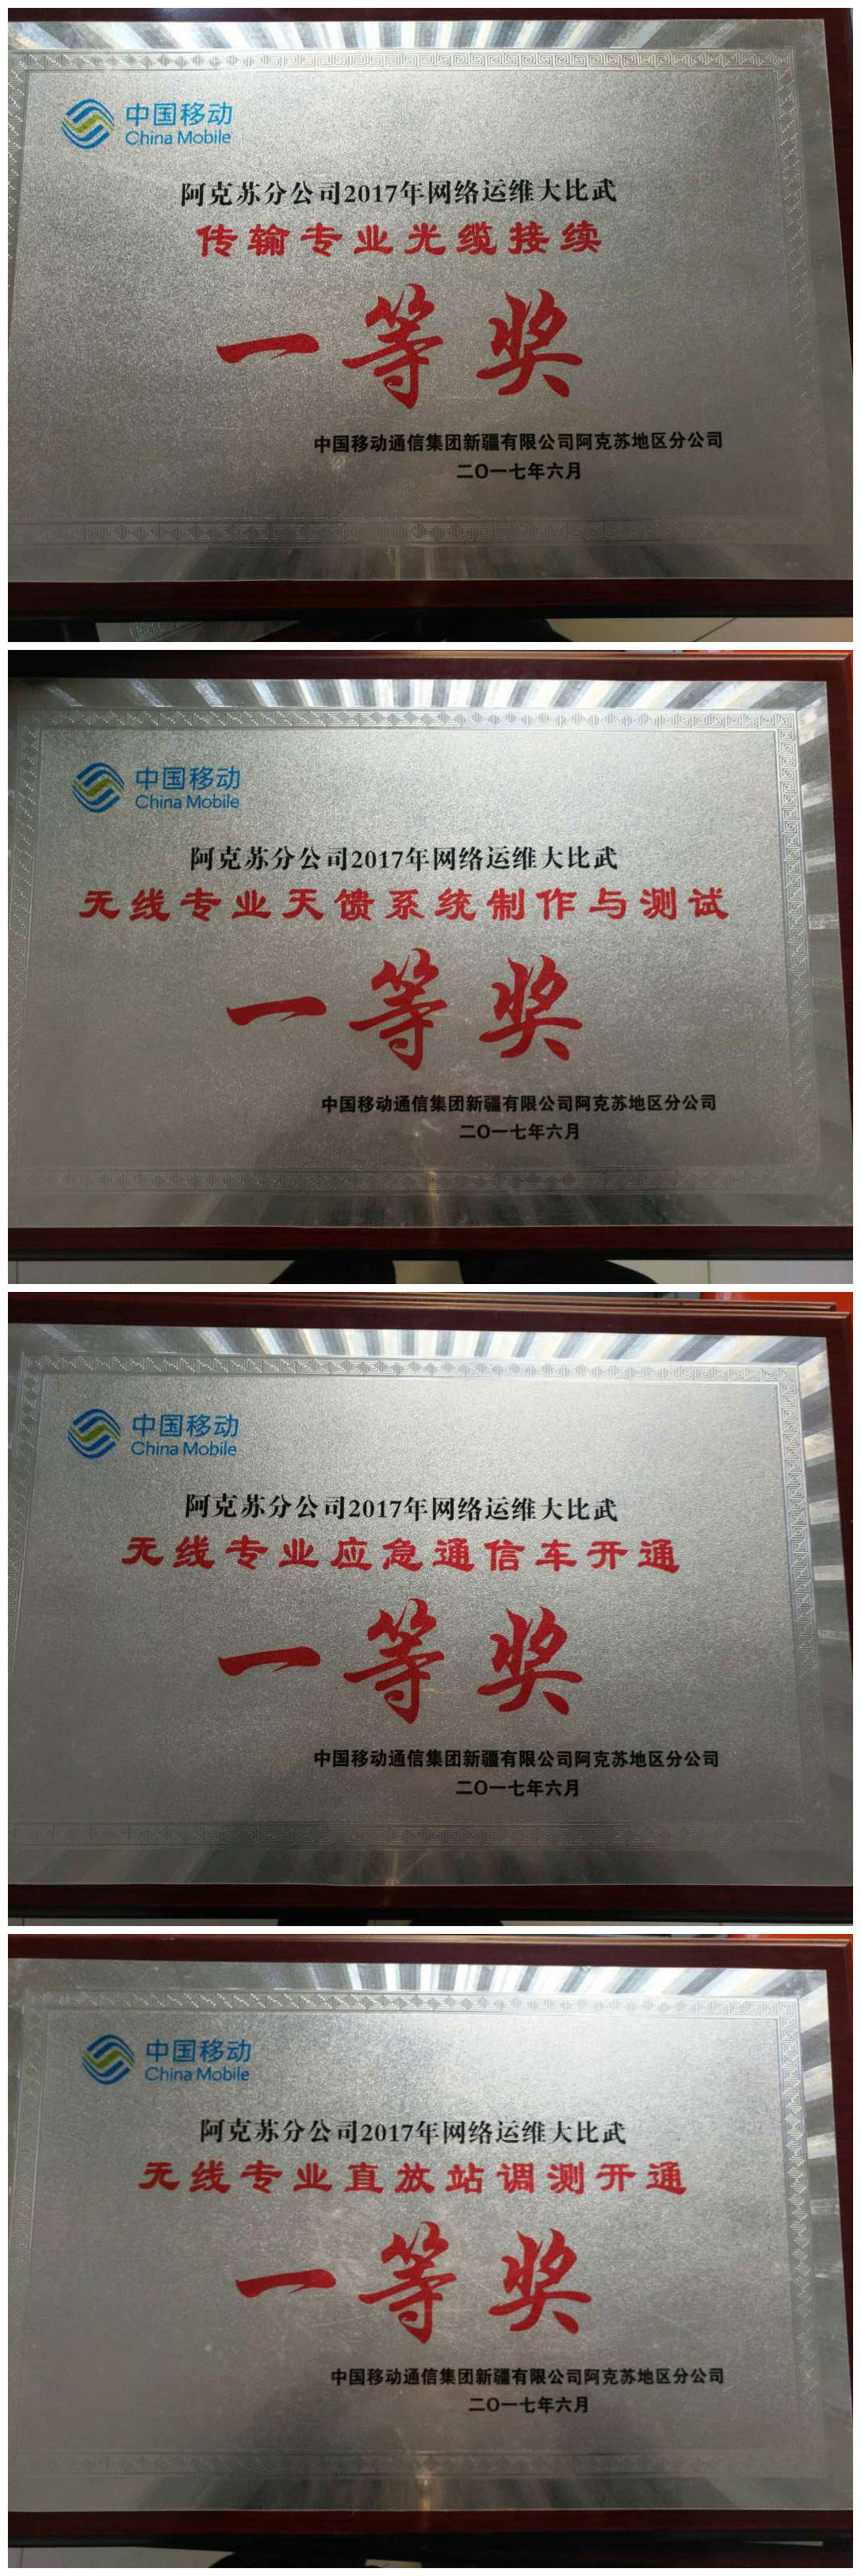 中国移动
China Mobile
阿克苏分公司2017年网络运维大比武
传输专业光缆接续
一等奖
中国移动通信集团新疆有限公司阿克苏地区分公司
二〇一七年六月
中国移动
China Mobile
阿克苏分公司2017年网络运维大比武
无线专业天馈系统制作与测试
一等奖
中国移动通信集团新疆有限公司阿克苏地区分公司
二〇一七年六月
中国移动
China Mobile
阿克苏分公司2017年网络运维大比武
无线专业应急通信车开通
一等奖
中国移动通信集团新疆有限公司阿克苏地区分公司
二〇一七年六月
中国移动
China Mobile
阿克苏分公司2017年网络运维大比武
无线专业直放站调测开通
一等奖
中国移动通信集团新疆有限公司阿克苏地区分公司
二〇一七年六月